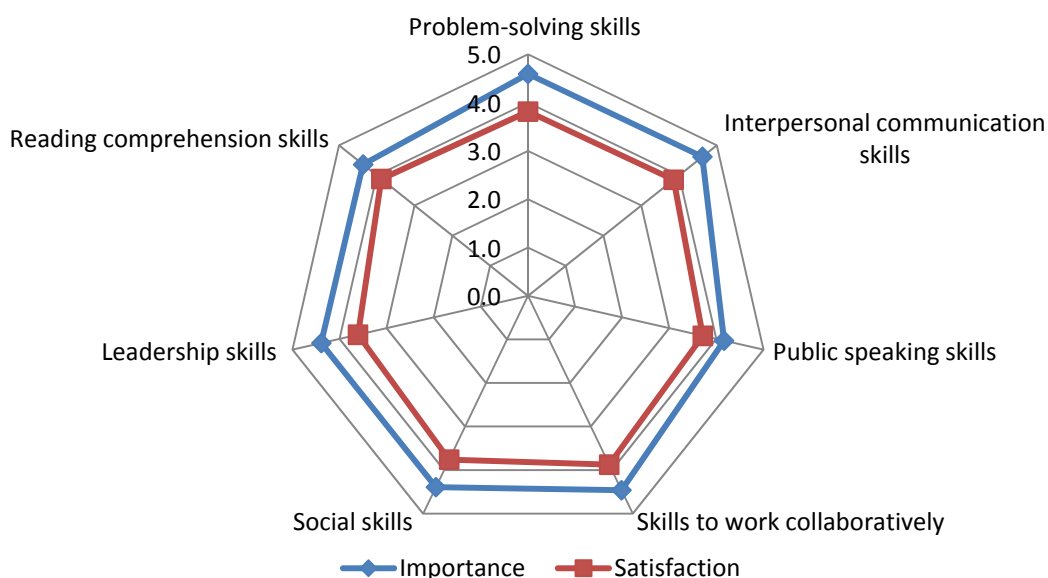 Problem-solving skills
5.0
4.0
3.0
2.0
1.0
0.0
Interpersonal communication
skills
Public speaking skills
Skills to work collaboratively
Social skills
Leadership skills
Reading comprehension skills
Importance
Satisfaction